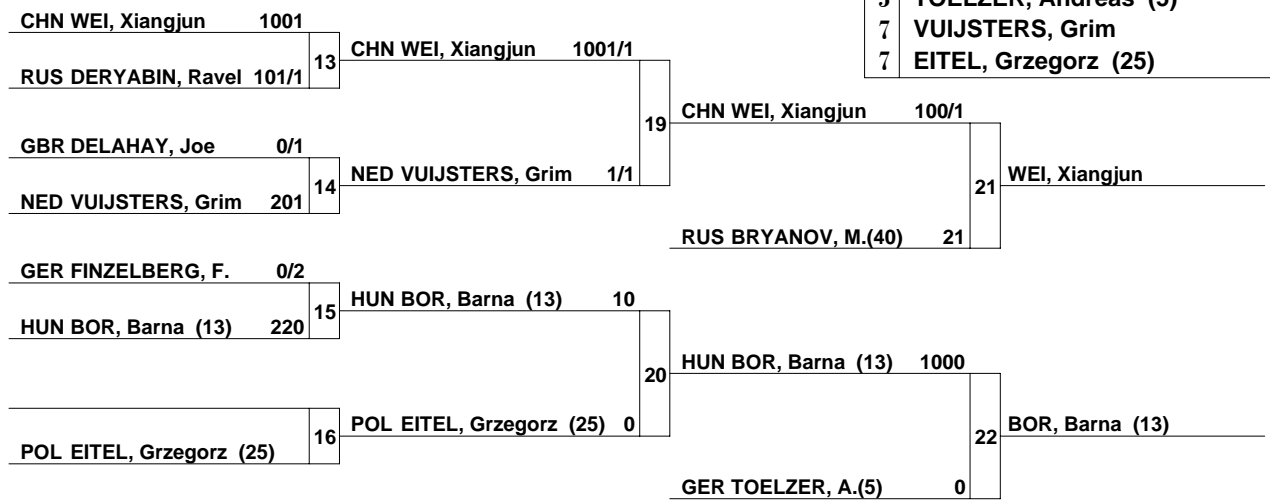 5 TOELZER, Andreas (5)
7 VUIJSTERS, Grim
7 EITEL, Grzegorz (25)
CHN WEI, Xiangjun 1001
13
RUS DERYABIN, Ravel 101/1
CHN WEI, Xiangjun 1001/1
19
GBR DELAHAY, Joe 0/1
14
NED VUIJSTERS, Grim 201
NED VUIJSTERS, Grim 1/1
CHN WEI, Xiangjun 100/1
21
RUS BRYANOV, M.(40) 21
WEI, Xiangjun
GER FINZELBERG, F. 0/2
15
HUN BOR, Barna (13) 220
HUN BOR, Barna (13) 10
20
16
POL EITEL, Grzegorz (25)
POL EITEL, Grzegorz (25) 0
HUN BOR, Barna (13) 1000
22
GER TOELZER, A.(5) 0
BOR, Barna (13)